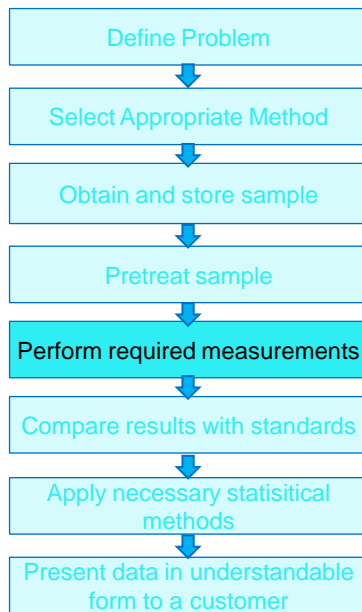 Define Problem
Select Appropriate Method
Obtain and store sample
Pretreat sample
Perform required measurements
Compare results with standards
Apply necessary statisitical
methods
Present data in understandable
form to a customer